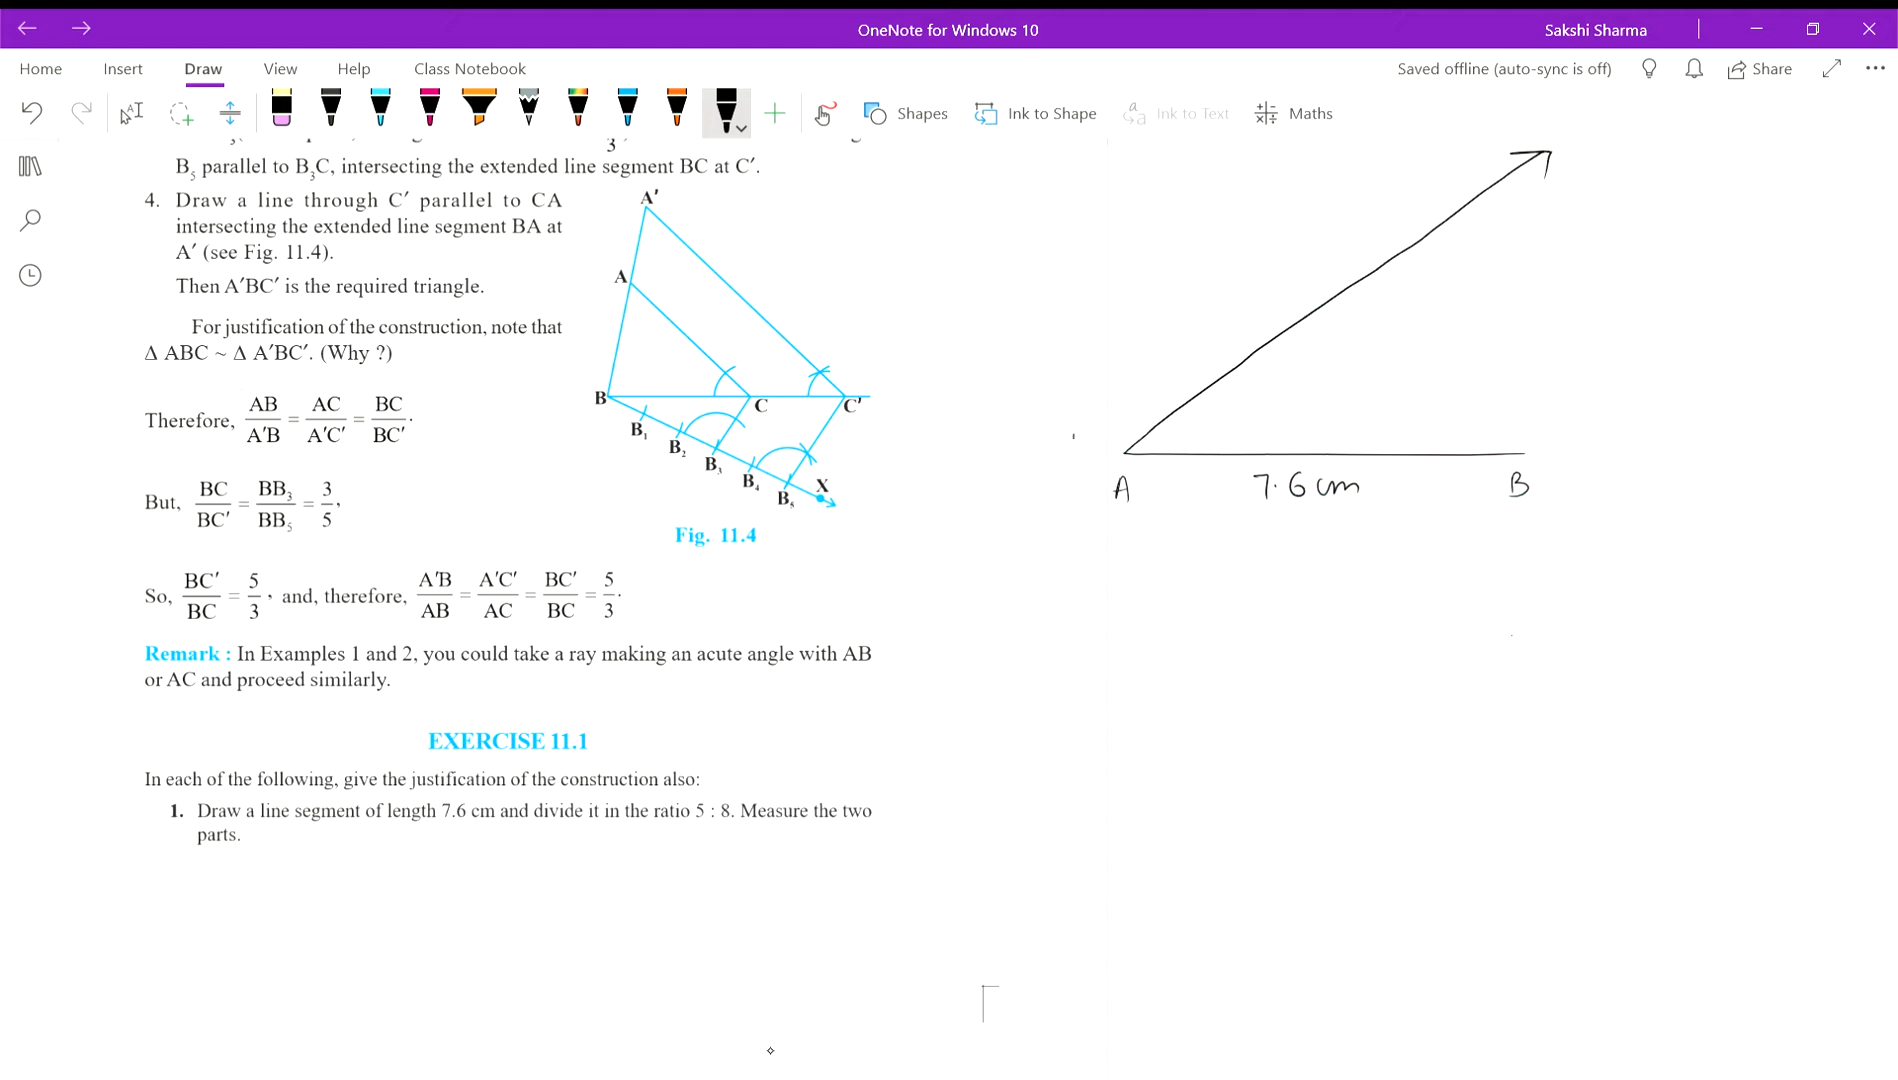 OneNote for Windows 10
Sakshi Sharma
Home Insert Draw View Help Class Notebook
Saved offline (auto-sync is off) Share
Shapes Ink to Shape Ink to Text Maths
3
B₅ parallel to B₃C, intersecting the extended line segment BC at C′.
4. Draw a line through C′ parallel to CA
intersecting the extended line segment BA at
A′ (see Fig. 11.4).
Then A′BC′ is the required triangle.
For justification of the construction, note that
Δ ABC ~ Δ A′BC′. (Why ?)
Therefore, AB/A′B = AC/A′C′ = BC/BC′.
But, BC/BC′ = BB₃/BB₅ = 3/5,
So, BC′/BC = 5/3, and, therefore, A′B/AB = A′C′/AC = BC′/BC = 5/3.
A′
A
B C C′
B₁ B₂ B₃ B₄ B₅ X
Fig. 11.4
Remark : In Examples 1 and 2, you could take a ray making an acute angle with AB
or AC and proceed similarly.
EXERCISE 11.1
In each of the following, give the justification of the construction also:
1. Draw a line segment of length 7.6 cm and divide it in the ratio 5 : 8. Measure the two
parts.
A 7.6 cm B